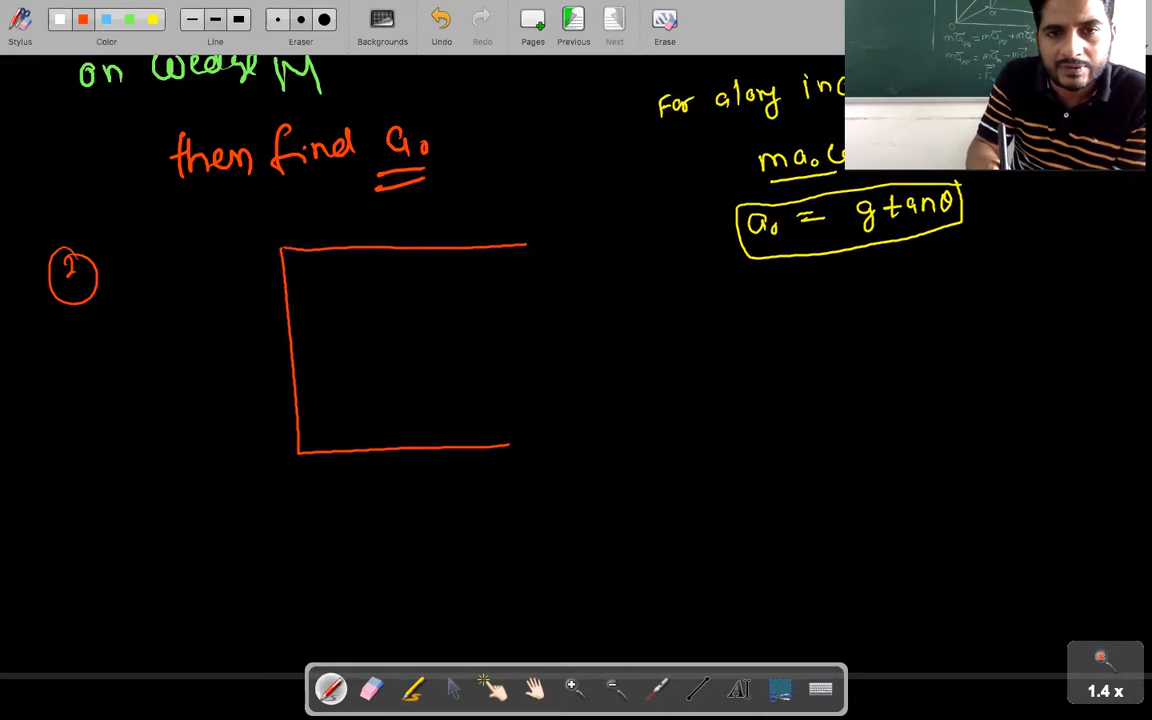 Stylus
Color
Line
Eraser
Backgrounds
Undo
Redo
Pages
Previous
Next
Erase
on wedge M
then find a₀
For along
ma₀
a₀ = g tanθ
2
1.4 x